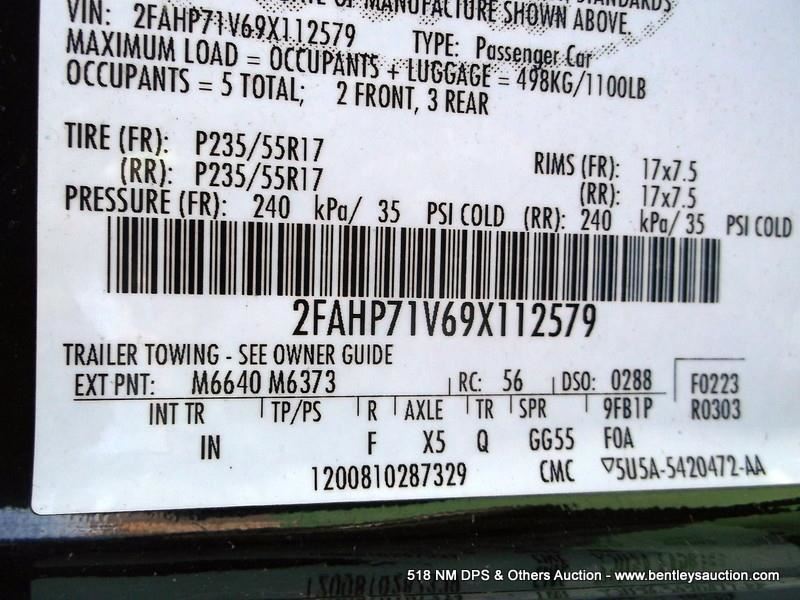 OF MANUFACTURE SHOWN ABOVE.
VIN: 2FAHP71V69X112579 TYPE: Passenger Car
MAXIMUM LOAD = OCCUPANTS + LUGGAGE = 498KG/1100LB
OCCUPANTS = 5 TOTAL; 2 FRONT, 3 REAR
TIRE (FR): P235/55R17 RIMS (FR): 17x7.5
(RR): P235/55R17 (RR): 17x7.5
PRESSURE (FR): 240 kPa/ 35 PSI COLD (RR): 240 kPa/ 35 PSI COLD
2FAHP71V69X112579
TRAILER TOWING - SEE OWNER GUIDE
EXT PNT: M6640 M6373 RC: 56 DSO: 0288 F0223
INT TR TP/PS R AXLE TR SPR 9FB1P R0303
IN F X5 Q GG55 F0A
1200810287329 CMC ▽5U5A-5420472-AA
518 NM DPS & Others Auction - www.bentleysauction.com